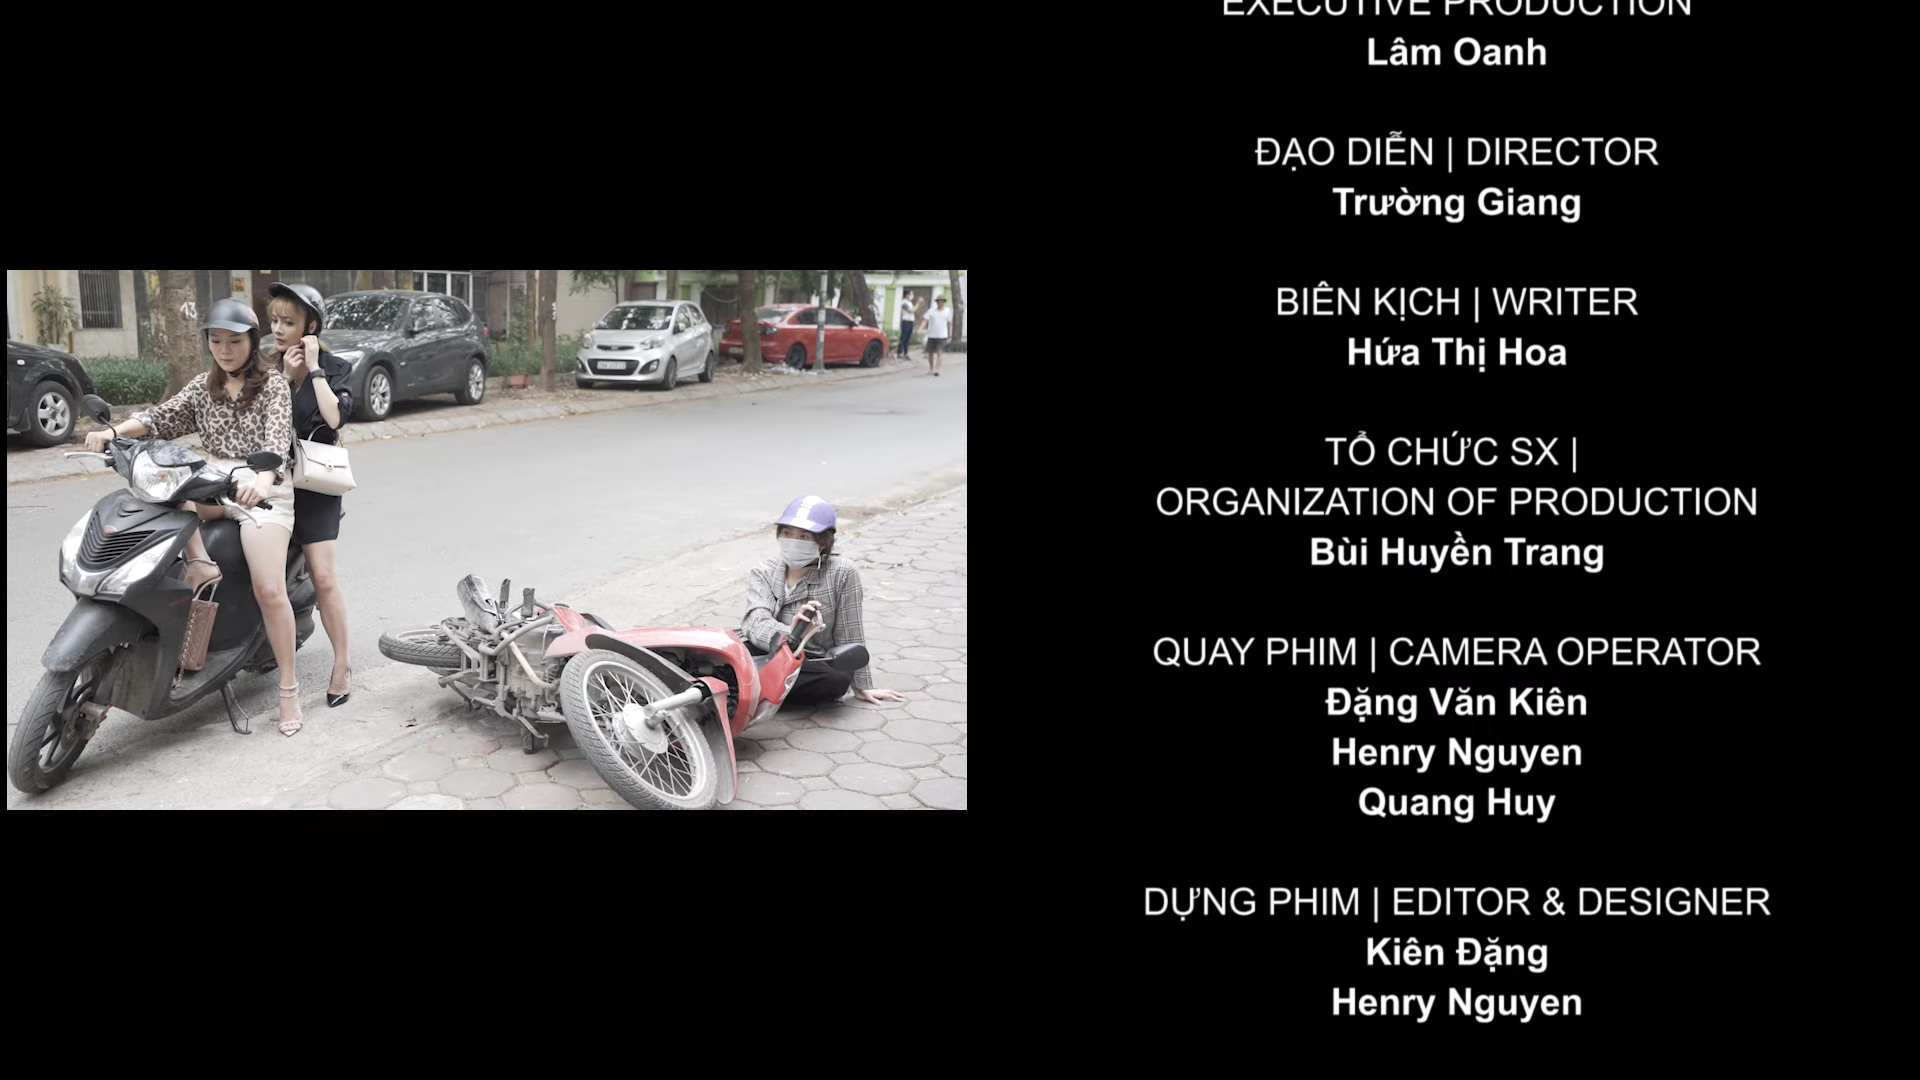 EXECUTIVE PRODUCTION
Lâm Oanh
ĐẠO DIỄN | DIRECTOR
Trường Giang
BIÊN KỊCH | WRITER
Hứa Thị Hoa
TỔ CHỨC SX |
ORGANIZATION OF PRODUCTION
Bùi Huyền Trang
QUAY PHIM | CAMERA OPERATOR
Đặng Văn Kiên
Henry Nguyen
Quang Huy
DỰNG PHIM | EDITOR & DESIGNER
Kiên Đặng
Henry Nguyen